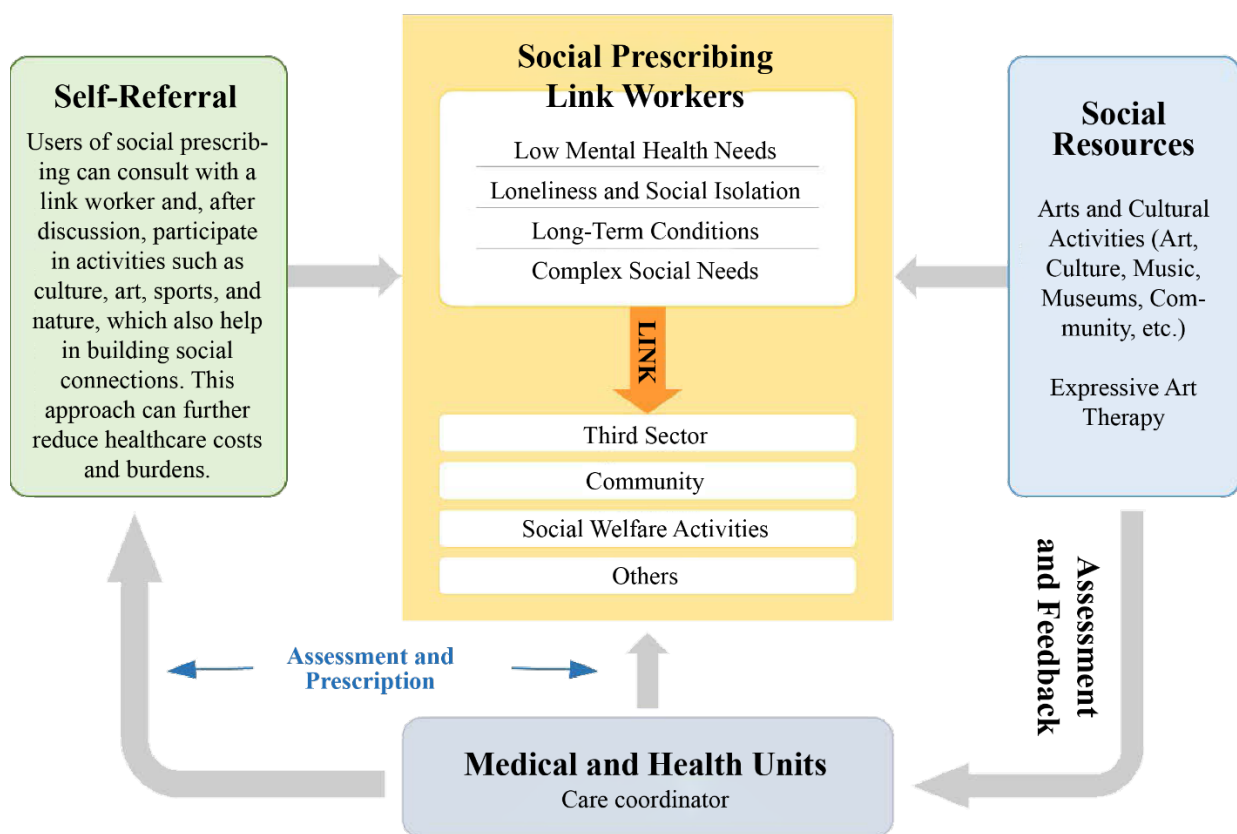 Self-Referral
Users of social prescrib-
ing can consult with a
link worker and, after
discussion, participate
in activities such as
culture, art, sports, and
nature, which also help
in building social
connections. This
approach can further
reduce healthcare costs
and burdens.
Social Prescribing
Link Workers
Low Mental Health Needs
Loneliness and Social Isolation
Long-Term Conditions
Complex Social Needs
LINK
Third Sector
Community
Social Welfare Activities
Others
Social
Resources
Arts and Cultural
Activities (Art,
Culture, Music,
Museums, Com-
munity, etc.)
Expressive Art
Therapy
Assessment
and Feedback
Assessment and
Prescription
Medical and Health Units
Care coordinator